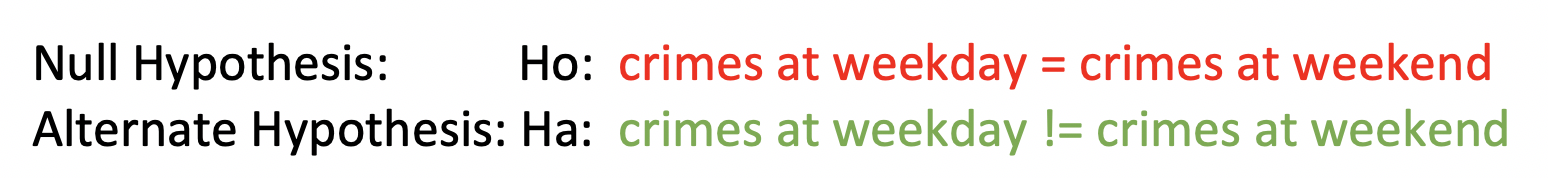 Null Hypothesis: Ho: crimes at weekday = crimes at weekend
Alternate Hypothesis: Ha: crimes at weekday != crimes at weekend